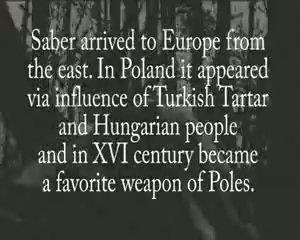 Saber arrived to Europe from
the east. In Poland it appeared
via influence of Turkish Tartar
and Hungarian people
and in XVI century became
a favorite weapon of Poles.